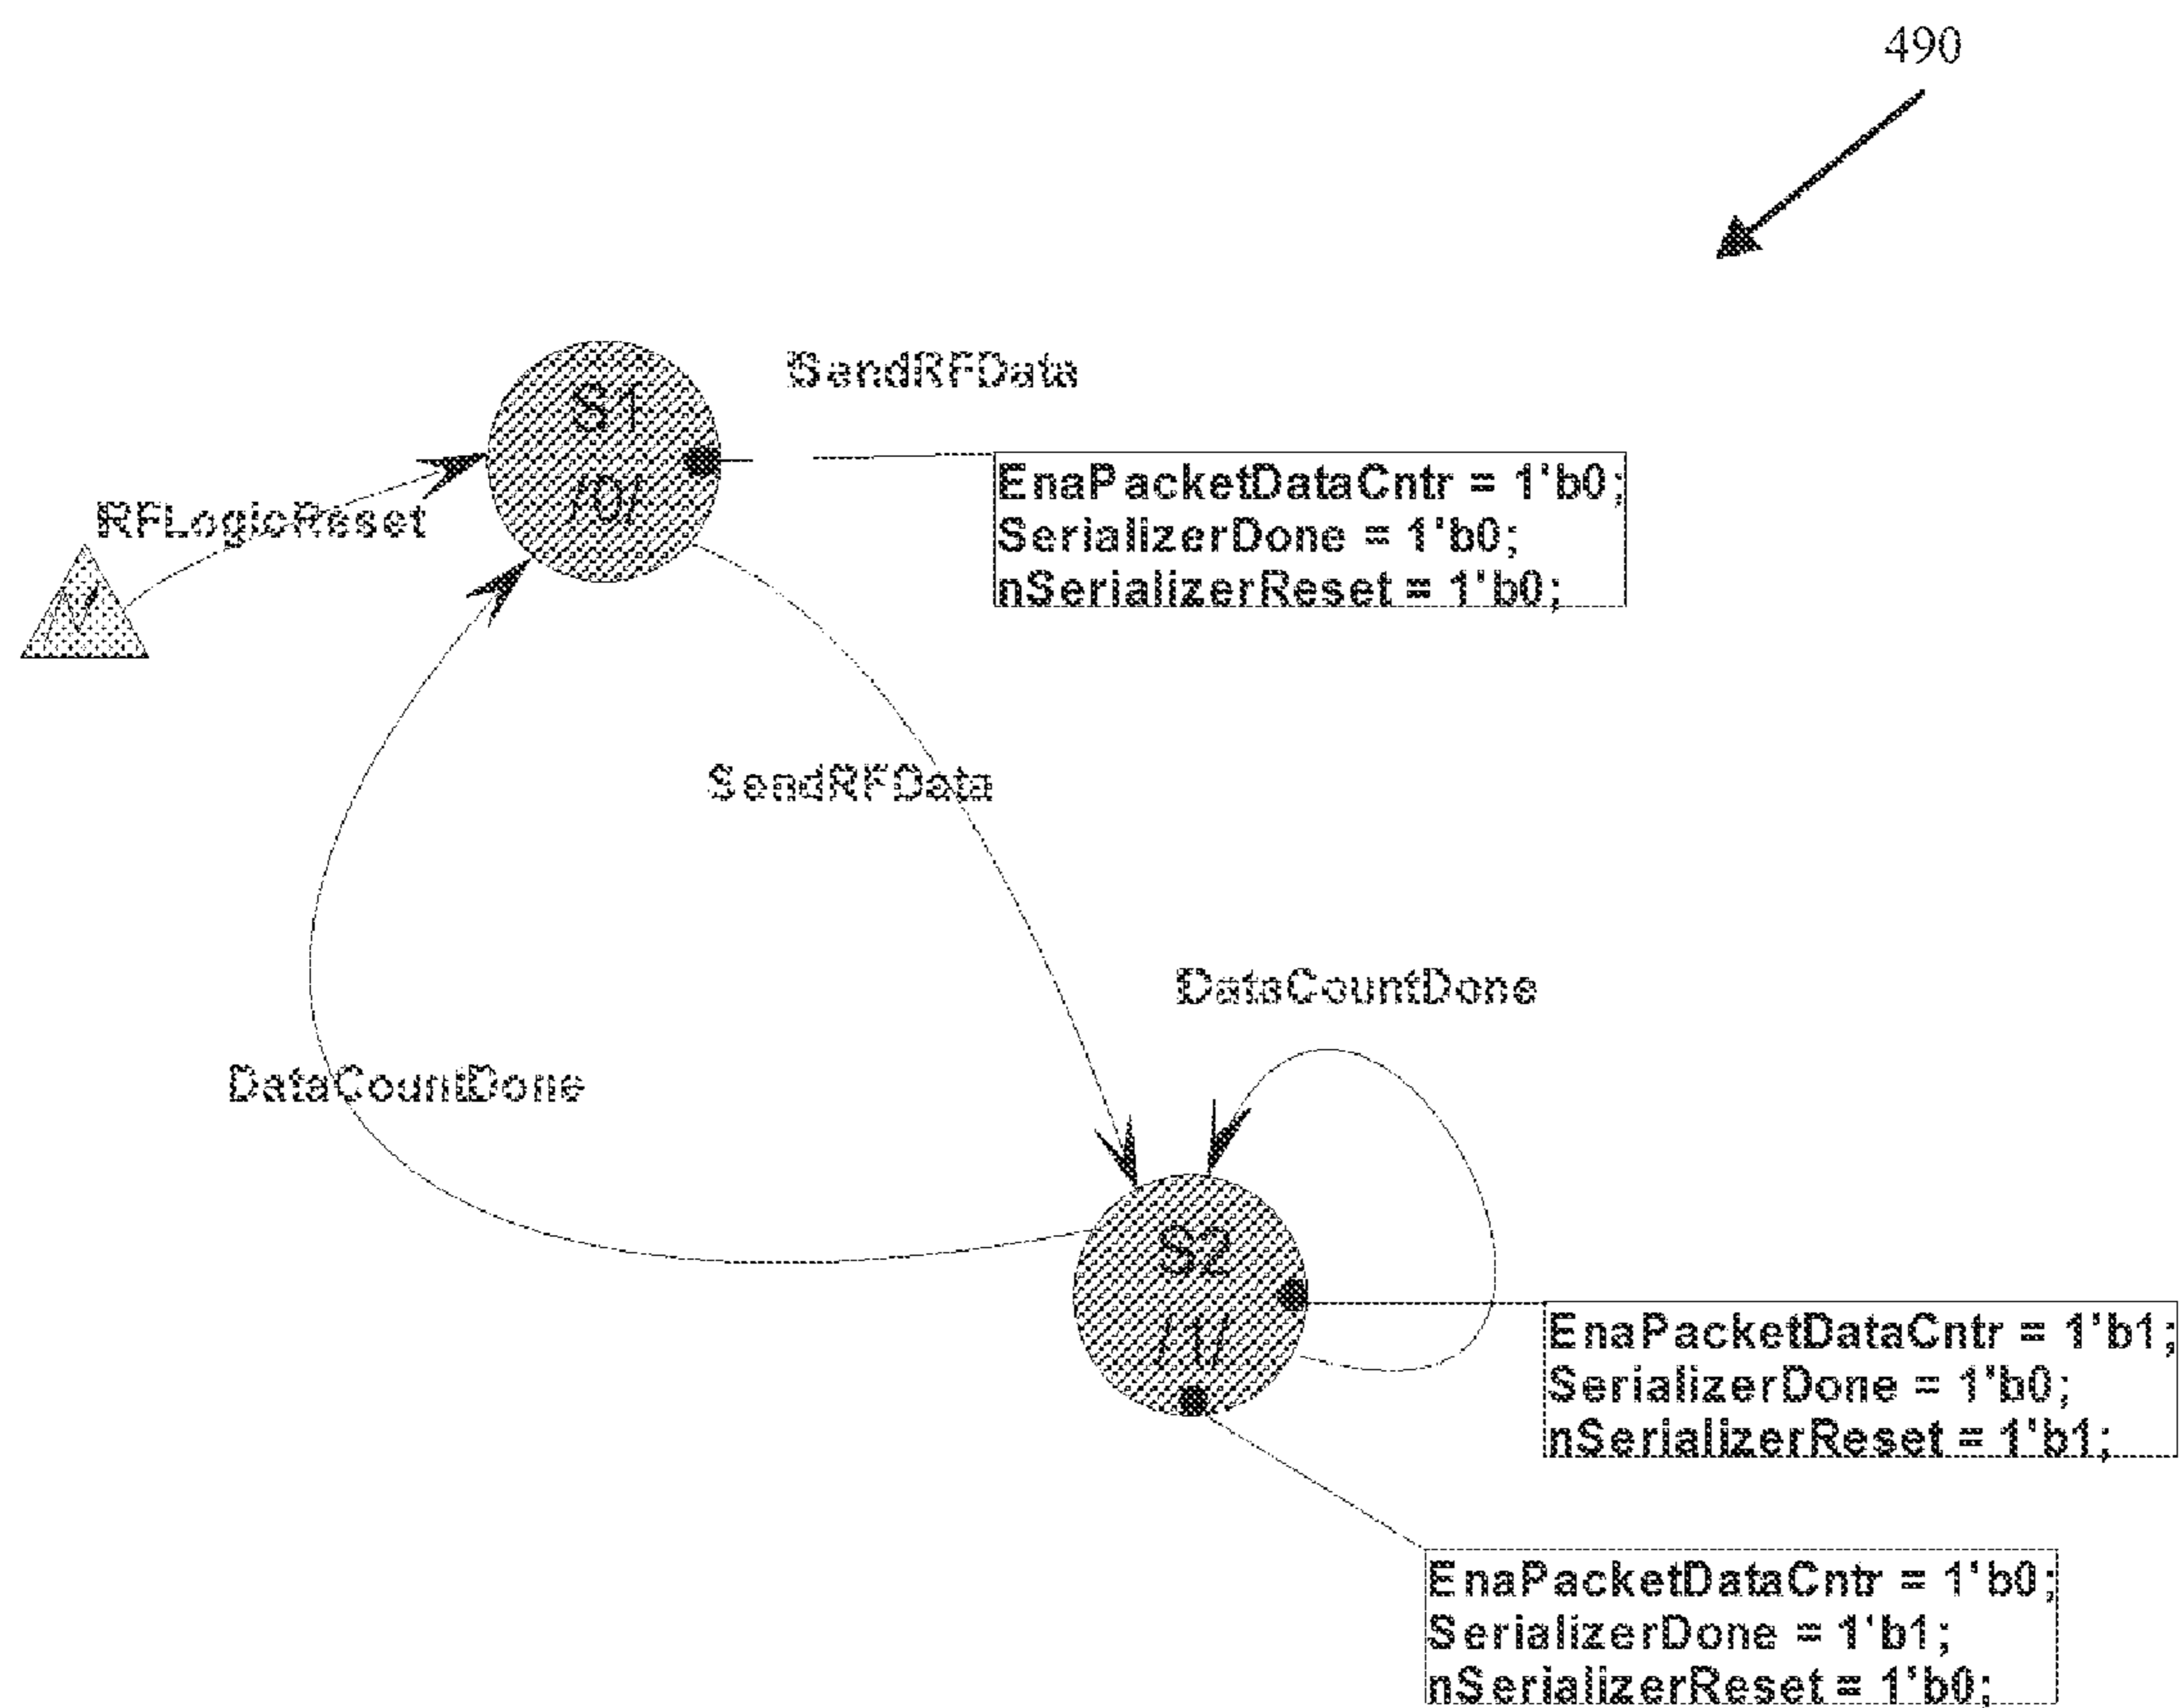 490
S1
/0/
SendRFData
RFLogicReset
EnaPacketDataCntr = 1'b0;
SerializerDone = 1'b0;
nSerializerReset = 1'b0;
SendRFData
DataCountDone
DataCountDone
S2
/1/
EnaPacketDataCntr = 1'b1;
SerializerDone = 1'b0;
nSerializerReset = 1'b1;
EnaPacketDataCntr = 1'b0;
SerializerDone = 1'b1;
nSerializerReset = 1'b0;